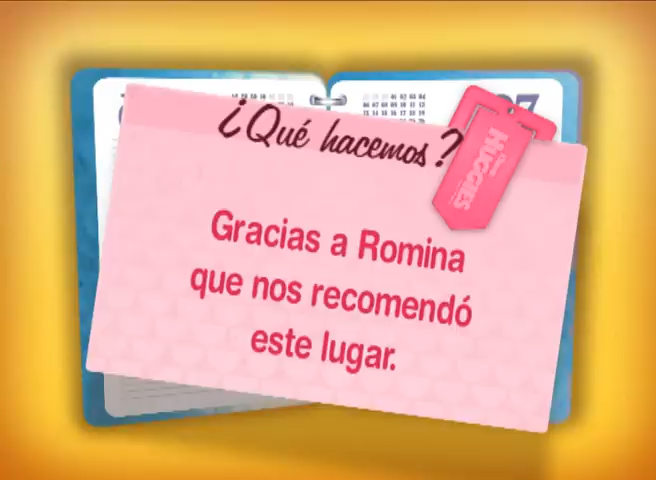 ¿Qué hacemos?
HUGGIES
Gracias a Romina
que nos recomendó
este lugar.